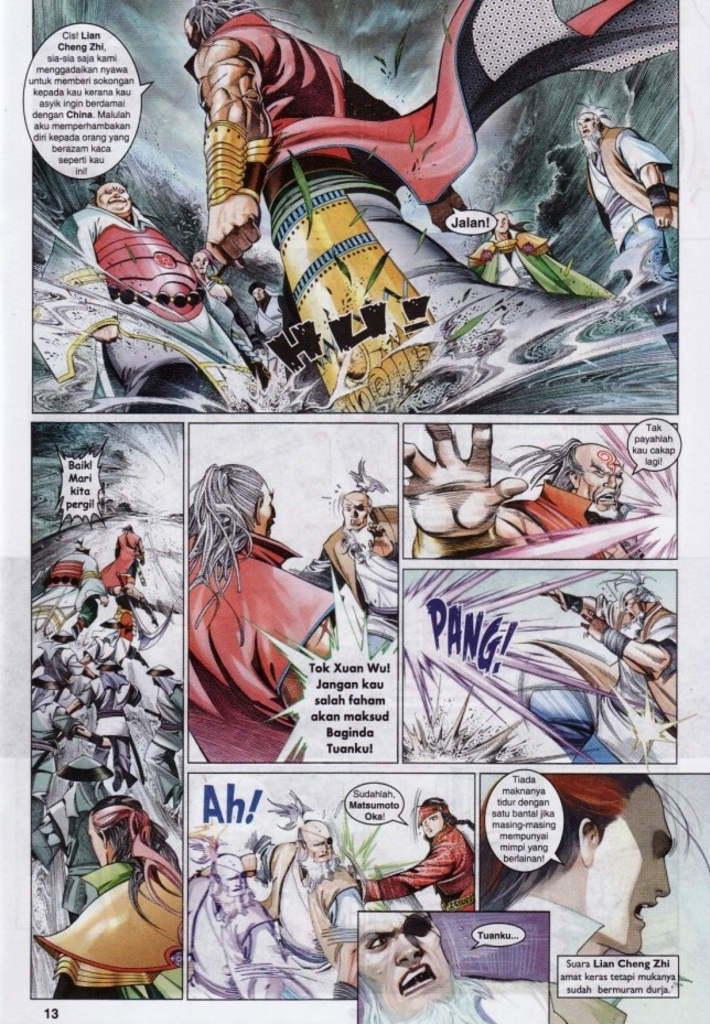 Cis! Lian
Cheng Zhi,
sia-sia saja kami
menggadaikan nyawa
untuk memberi sokongan
kepada kau kerana kau
asyik ingin berdamai
dengan China. Malulah
aku memperhambakan
diri kepada orang yang
berazam kaca
seperti kau
ini!
Jalan!
HU!!
Baik!
Mari
kita
pergi!
Tok Xuan Wu!
Jangan kau
salah faham
akan maksud
Baginda
Tuanku!
Tak
payahlah
kau cakap
lagi!
PANG!
Ah!
Sudahlah,
Matsumoto
Oka!
Tuanku...
Tiada
maknanya
tidur dengan
satu bantal jika
masing-masing
mempunyai
mimpi yang
berlainan!
Suara Lian Cheng Zhi
amat keras tetapi mukanya
sudah bermuram durja.
13